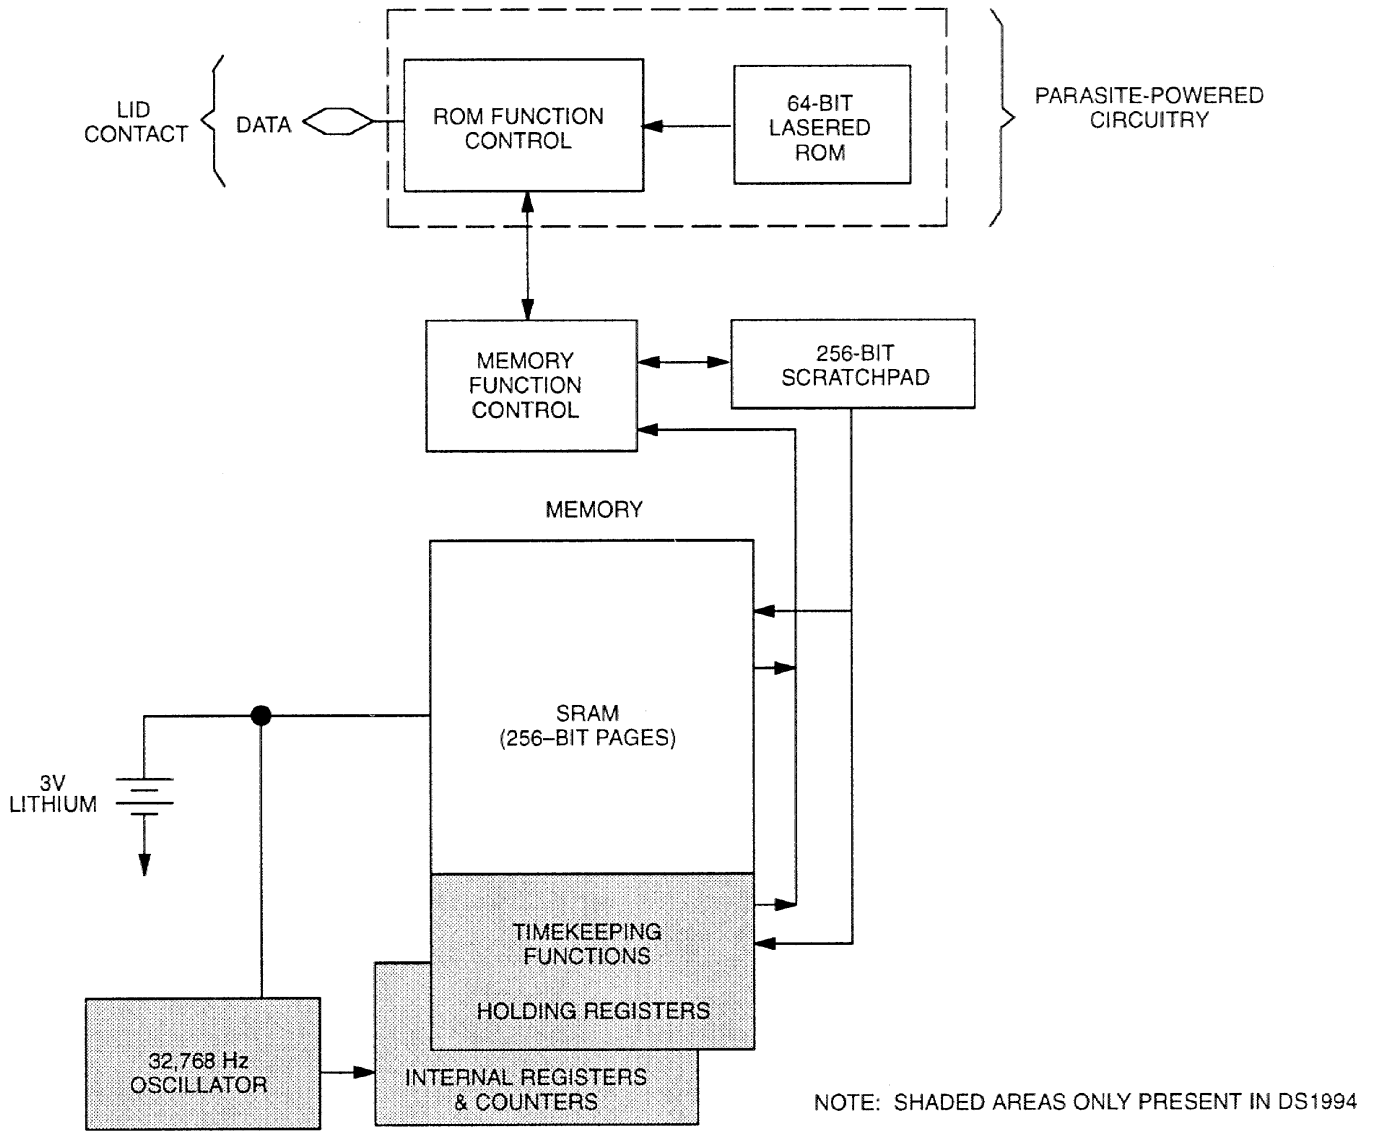 LID
CONTACT
DATA
ROM FUNCTION
CONTROL
64-BIT
LASERED
ROM
PARASITE-POWERED
CIRCUITRY
MEMORY
FUNCTION
CONTROL
256-BIT
SCRATCHPAD
MEMORY
SRAM
(256–BIT PAGES)
3V
LITHIUM
TIMEKEEPING
FUNCTIONS
HOLDING REGISTERS
32,768 Hz
OSCILLATOR
INTERNAL REGISTERS
& COUNTERS
NOTE: SHADED AREAS ONLY PRESENT IN DS1994